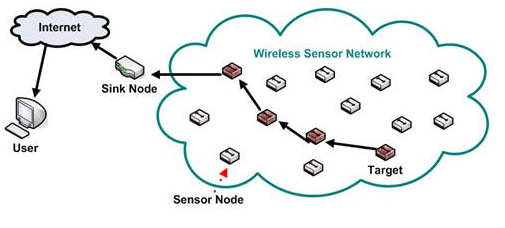 Internet
Wireless Sensor Network
Sink Node
User
Target
Sensor Node